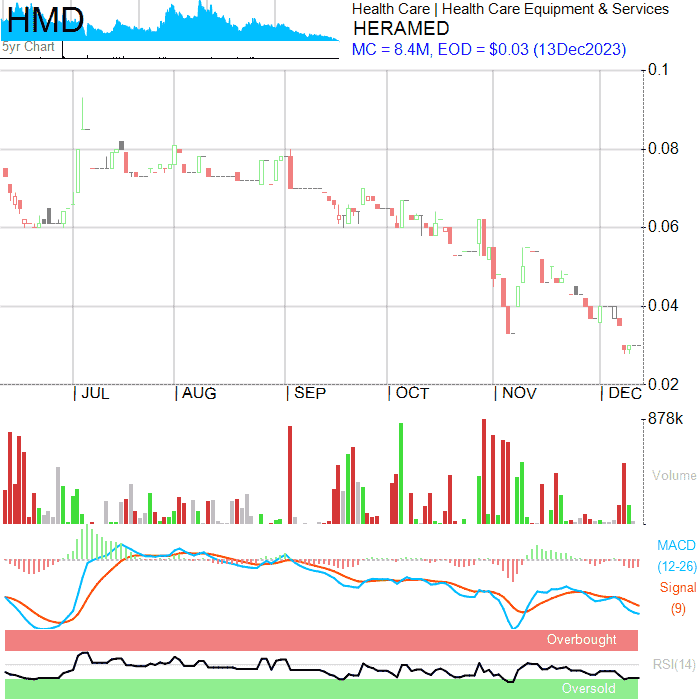 HMD
5yr Chart
Health Care | Health Care Equipment & Services
HERAMED
MC = 8.4M, EOD = $0.03 (13Dec2023)
0.1
0.08
0.06
0.04
0.02
| JUL | AUG | SEP | OCT | NOV | DEC
878k
Volume
MACD
(12-26)
Signal
(9)
Overbought
RSI(14)
Oversold